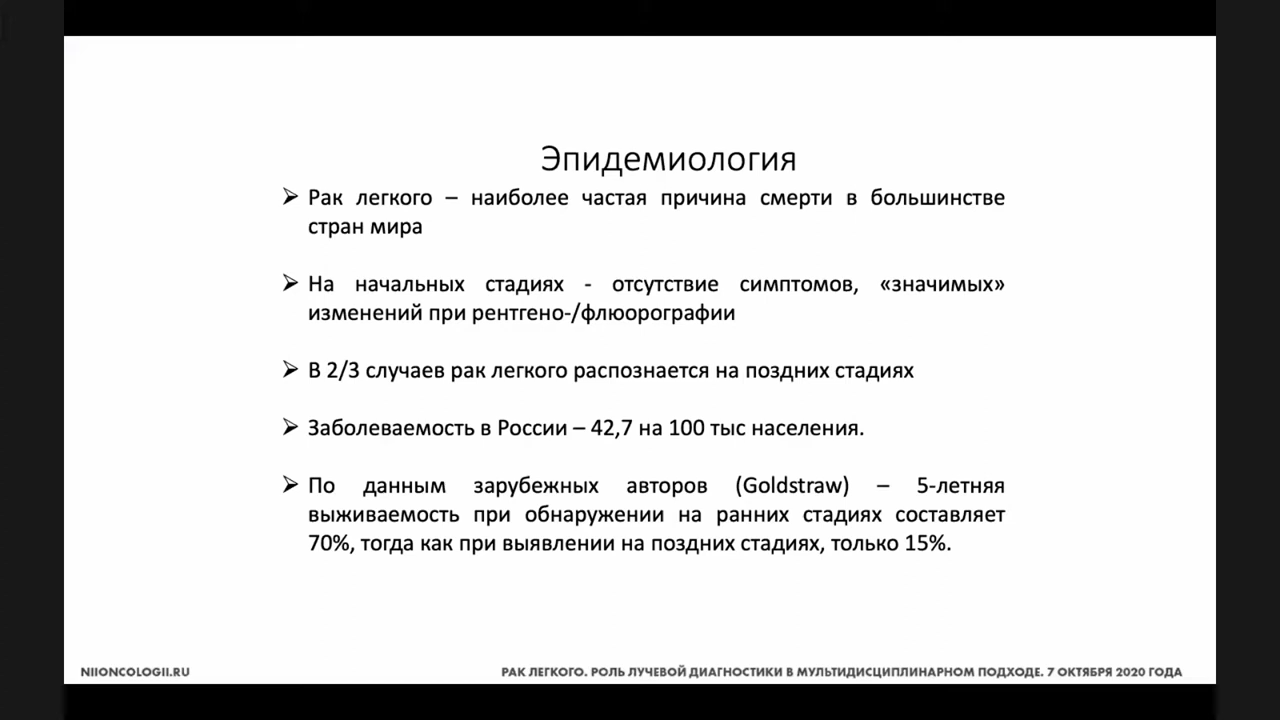 Эпидемиология
➢ Рак легкого – наиболее частая причина смерти в большинстве
стран мира
➢ На начальных стадиях - отсутствие симптомов, «значимых»
изменений при рентгено-/флюорографии
➢ В 2/3 случаев рак легкого распознается на поздних стадиях
➢ Заболеваемость в России – 42,7 на 100 тыс населения.
➢ По данным зарубежных авторов (Goldstraw) – 5-летняя
выживаемость при обнаружении на ранних стадиях составляет
70%, тогда как при выявлении на поздних стадиях, только 15%.
NIIONCOLOGII.RU
РАК ЛЕГКОГО. РОЛЬ ЛУЧЕВОЙ ДИАГНОСТИКИ В МУЛЬТИДИСЦИПЛИНАРНОМ ПОДХОДЕ. 7 ОКТЯБРЯ 2020 ГОДА